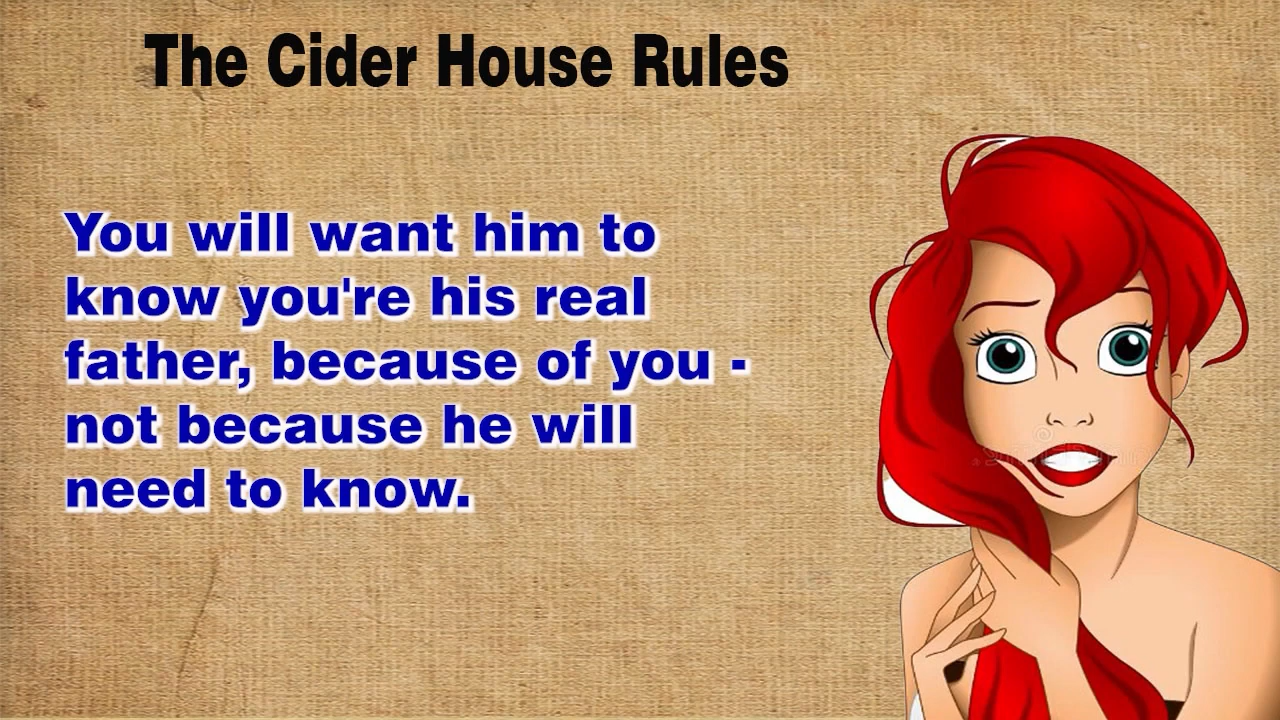 The Cider House Rules
You will want him to
know you're his real
father, because of you -
not because he will
need to know.